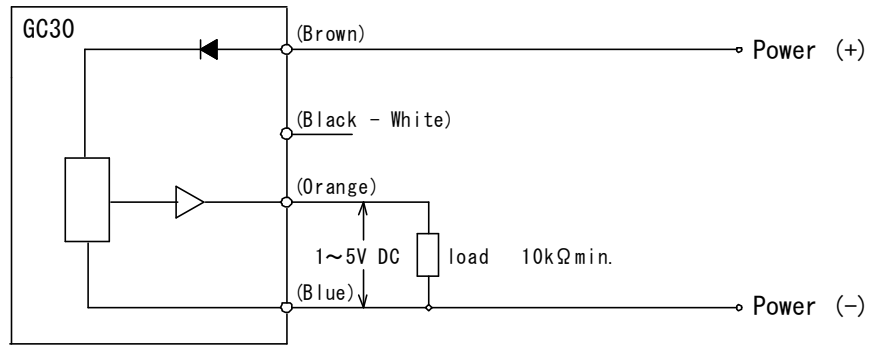 GC30
(Brown)
Power (+)
(Black - White)
(Orange)
1～5V DC load 10kΩmin.
(Blue)
Power (-)